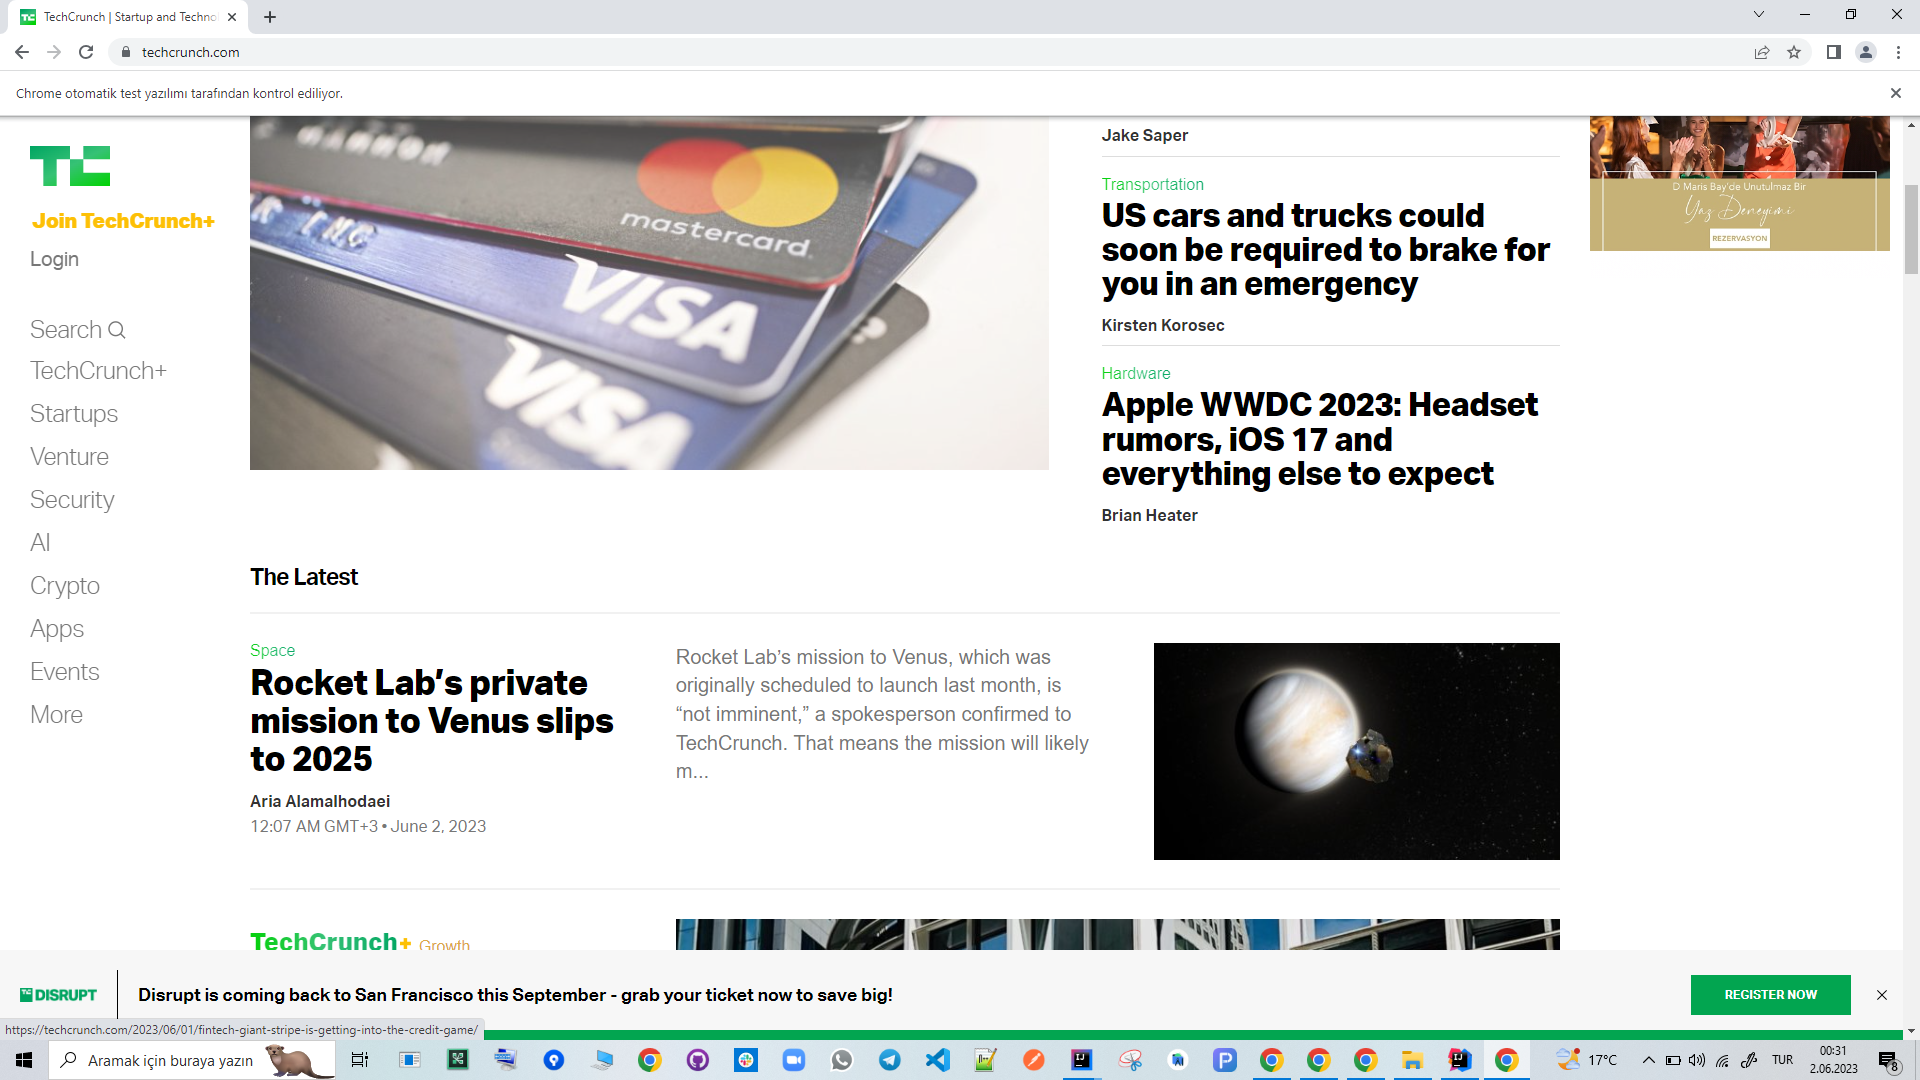 TechCrunch | Startup and Techno
techcrunch.com
Chrome otomatik test yazılımı tarafından kontrol ediliyor.
Join TechCrunch+
Login
Search
TechCrunch+
Startups
Venture
Security
AI
Crypto
Apps
Events
More
mastercard.
VISA
VISA
Jake Saper
Transportation
US cars and trucks could
soon be required to brake for
you in an emergency
Kirsten Korosec
Hardware
Apple WWDC 2023: Headset
rumors, iOS 17 and
everything else to expect
Brian Heater
D Maris Bay'de Unutulmaz Bir
Yaz Deneyimi
REZERVASYON
The Latest
Space
Rocket Lab’s private
mission to Venus slips
to 2025
Aria Alamalhodaei
12:07 AM GMT+3 • June 2, 2023
Rocket Lab’s mission to Venus, which was
originally scheduled to launch last month, is
“not imminent,” a spokesperson confirmed to
TechCrunch. That means the mission will likely
m...
TechCrunch+ Growth
TC DISRUPT
Disrupt is coming back to San Francisco this September - grab your ticket now to save big!
REGISTER NOW
https://techcrunch.com/2023/06/01/fintech-giant-stripe-is-getting-into-the-credit-game/
Aramak için buraya yazın
17°C
TUR
00:31
2.06.2023
8